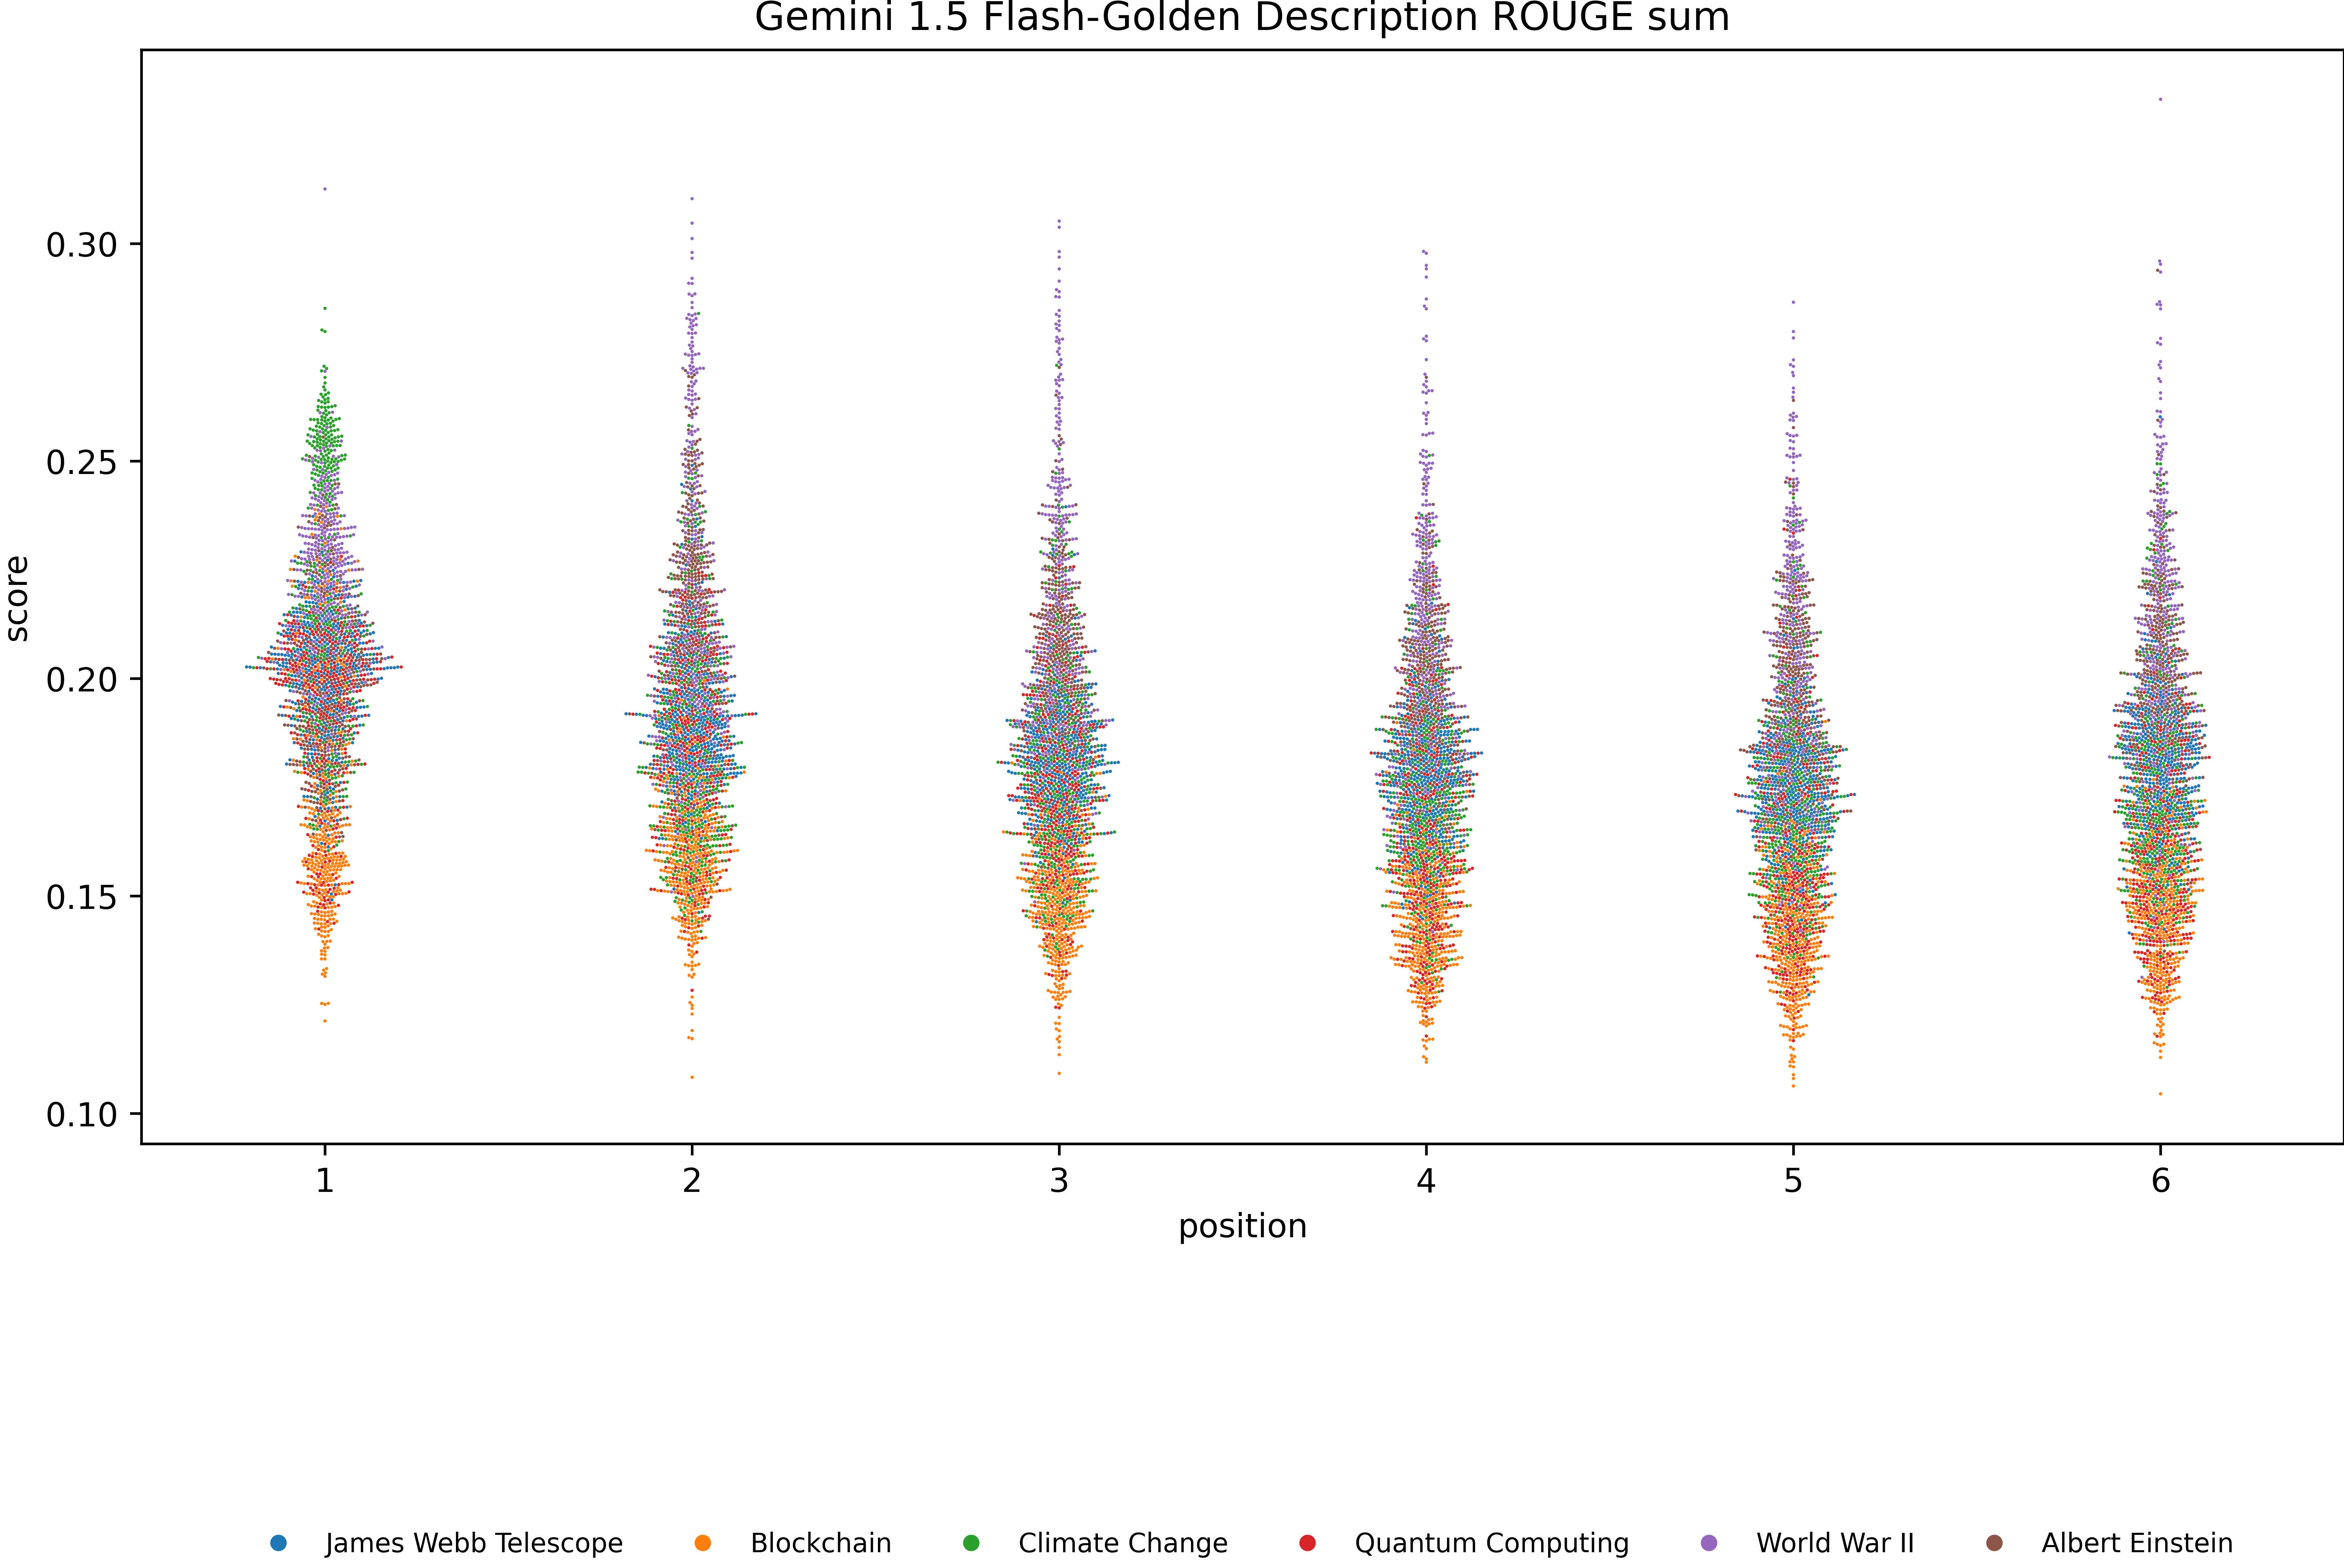 Gemini 1.5 Flash-Golden Description ROUGE sum
score
0.30
0.25
0.20
0.15
0.10
1 2 3 4 5 6
position
James Webb Telescope Blockchain Climate Change Quantum Computing World War II Albert Einstein